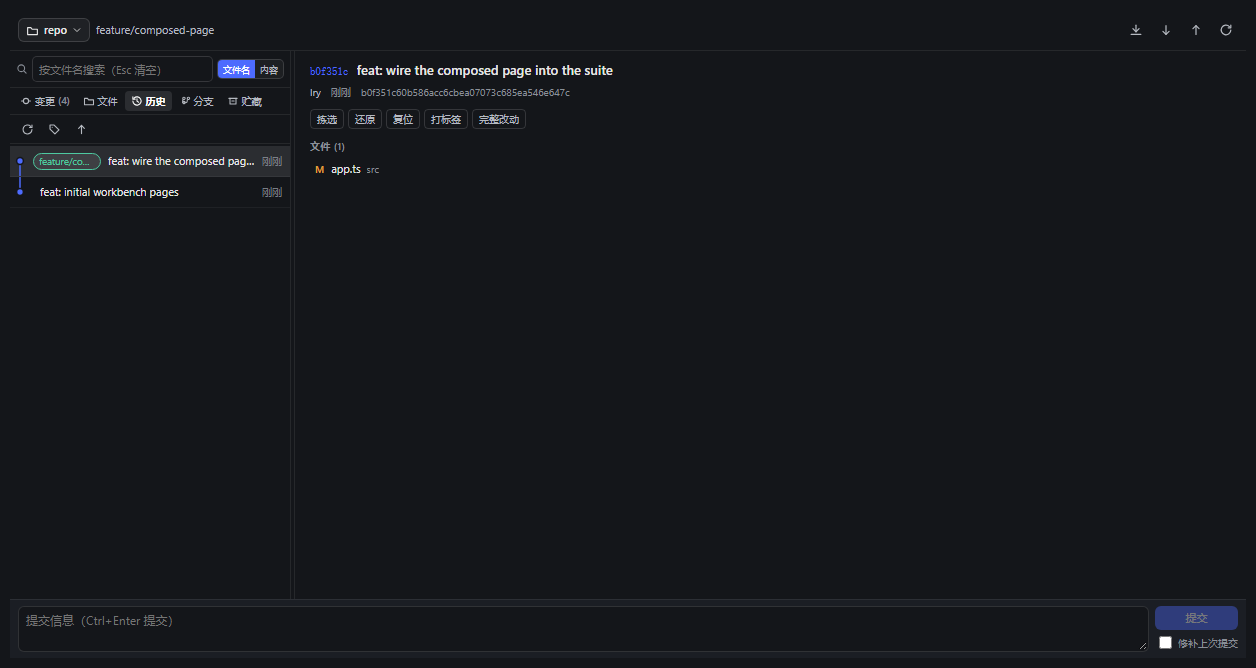 repo feature/composed-page
按文件名搜索（Esc 清空） 文件名 内容
变更 (4) 文件 历史 分支 贮藏
feature/co... feat: wire the composed pag... 刚刚
feat: initial workbench pages 刚刚
b0f351c feat: wire the composed page into the suite
lry 刚刚 b0f351c60b586acc6cbea07073c685ea546e647c
拣选 还原 复位 打标签 完整改动
文件 (1)
M app.ts src
提交信息（Ctrl+Enter 提交）
提交
修补上次提交